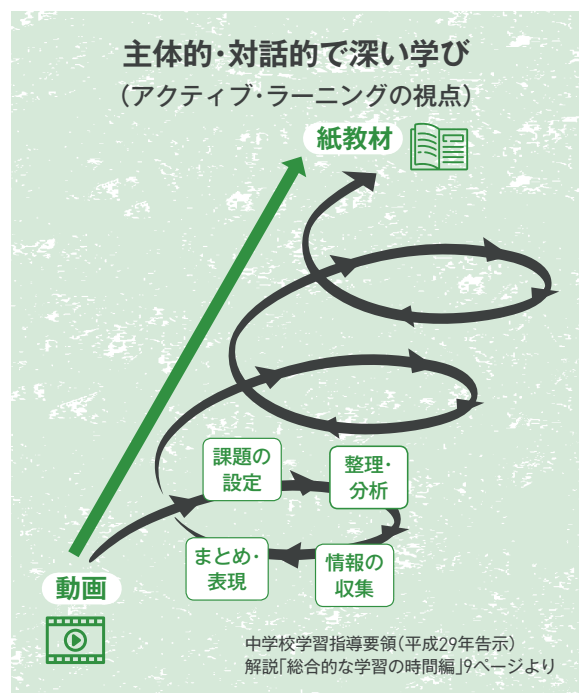 主体的・対話的で深い学び
（アクティブ・ラーニングの視点）
紙教材
課題の
設定
整理・
分析
まとめ・
表現
情報の
収集
動画
中学校学習指導要領（平成29年告示）
解説「総合的な学習の時間編」9ページより